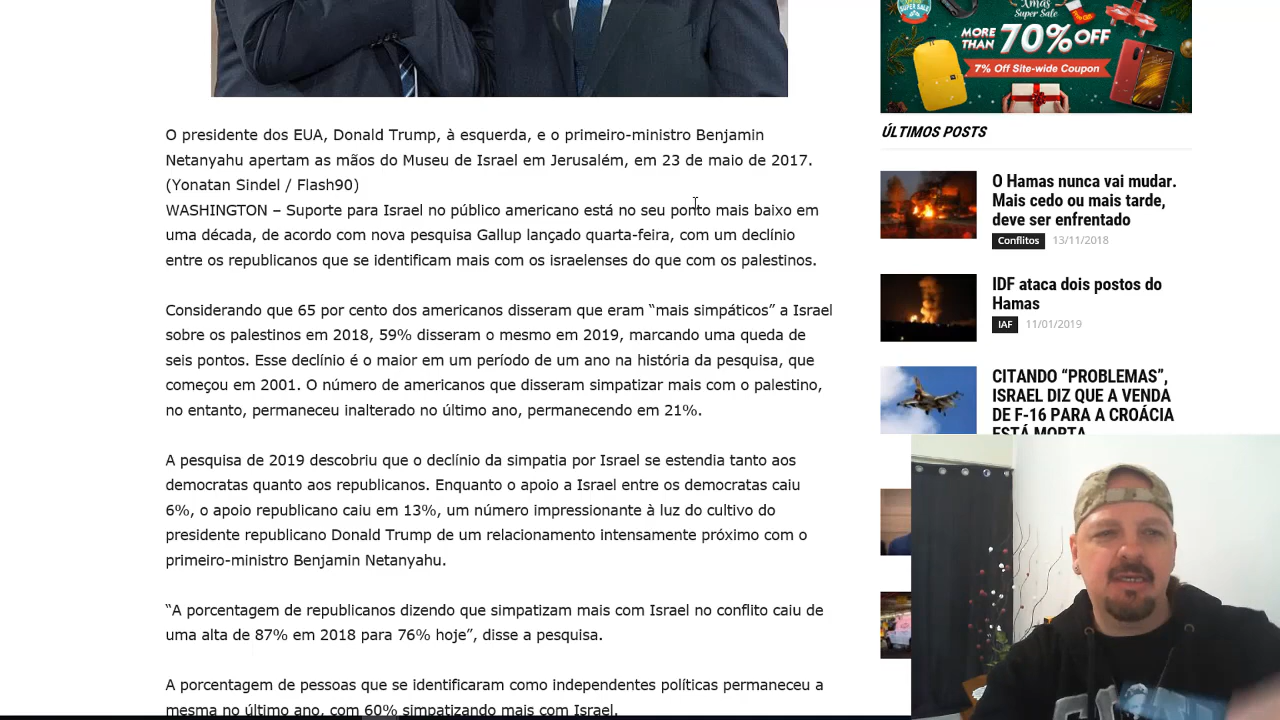 Xmas
Super Sale
SUPER SALE
MORE
THAN 70% OFF
7% Off Site-wide Coupon
O presidente dos EUA, Donald Trump, à esquerda, e o primeiro-ministro Benjamin
Netanyahu apertam as mãos do Museu de Israel em Jerusalém, em 23 de maio de 2017.
(Yonatan Sindel / Flash90)
WASHINGTON – Suporte para Israel no público americano está no seu ponto mais baixo em
uma década, de acordo com nova pesquisa Gallup lançado quarta-feira, com um declínio
entre os republicanos que se identificam mais com os israelenses do que com os palestinos.
Considerando que 65 por cento dos americanos disseram que eram “mais simpáticos” a Israel
sobre os palestinos em 2018, 59% disseram o mesmo em 2019, marcando uma queda de
seis pontos. Esse declínio é o maior em um período de um ano na história da pesquisa, que
começou em 2001. O número de americanos que disseram simpatizar mais com o palestino,
no entanto, permaneceu inalterado no último ano, permanecendo em 21%.
A pesquisa de 2019 descobriu que o declínio da simpatia por Israel se estendia tanto aos
democratas quanto aos republicanos. Enquanto o apoio a Israel entre os democratas caiu
6%, o apoio republicano caiu em 13%, um número impressionante à luz do cultivo do
presidente republicano Donald Trump de um relacionamento intensamente próximo com o
primeiro-ministro Benjamin Netanyahu.
“A porcentagem de republicanos dizendo que simpatizam mais com Israel no conflito caiu de
uma alta de 87% em 2018 para 76% hoje”, disse a pesquisa.
A porcentagem de pessoas que se identificaram como independentes políticas permaneceu a
mesma no último ano, com 60% simpatizando mais com Israel.
ÚLTIMOS POSTS
O Hamas nunca vai mudar.
Mais cedo ou mais tarde,
deve ser enfrentado
Conflitos 13/11/2018
IDF ataca dois postos do
Hamas
IAF 11/01/2019
CITANDO “PROBLEMAS”,
ISRAEL DIZ QUE A VENDA
DE F-16 PARA A CROÁCIA
ESTÁ MORTA